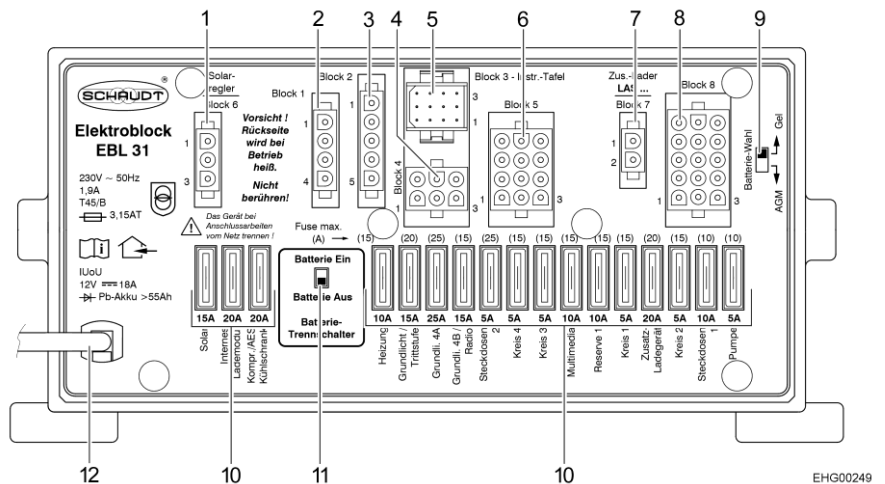 1 2 3 4 5 6 7 8 9
SCHAUDT ®
Elektroblock
EBL 31
230V ~ 50Hz
1,9A
T45/B
3,15AT
i
IUoU
12V 18A
Pb-Akku >55Ah
Solar-
regler
Block 6
1
3
Das Gerät bei
Anschlussarbeiten
vom Netz trennen !
Vorsicht !
Rückseite
wird bei
Betrieb
heiß.
Nicht
berühren!
Block 1
1
4
Block 2
1
5
Block 3 - Instr.-Tafel
3
1
Block 4
1
3
Block 5
1
3
Zus.-Lader
LAS ...
Block 7
1
2
Block 8
1
3
Batterie-Wahl
Gel
AGM
Fuse max.
(A) → (15) (20) (25) (15) (25) (15) (15) (10) (15) (15) (20) (15) (10) (10)
Batterie Ein
Batterie Aus
Batterie-
Trennschalter
15A 20A 20A
Solar
Internes
Lademodul
Kompr./AES
Kühlschrank
10A 15A 25A 15A 5A 5A 5A 10A 10A 5A 20A 5A 10A 5A
Heizung
Grundlicht /
Trittstufe
Grundli. 4A
Grundli. 4B /
Radio
Steckdosen
2
Kreis 4
Kreis 3
Multimedia
Reserve 1
Kreis 1
Zusatz-
Ladegerät
Kreis 2
Steckdosen
1
Pumpe
12 10 11 10
EHG00249